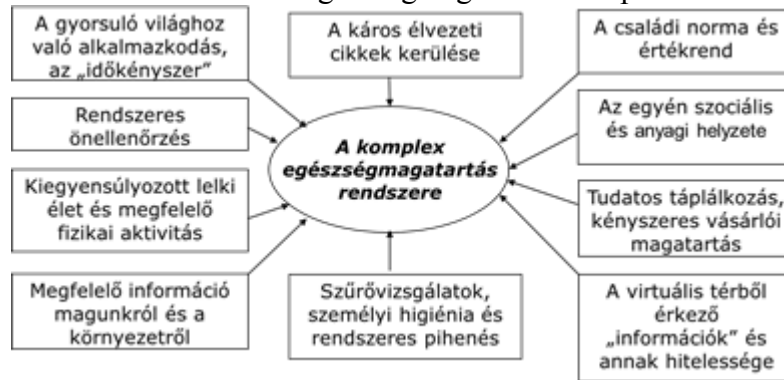 A gyorsuló világhoz
való alkalmazkodás,
az „időkényszer”
A káros élvezeti
cikkek kerülése
A családi norma és
értékrend
Rendszeres
önellenőrzés
Az egyén szociális
és anyagi helyzete
A komplex
egészségmagatartás
rendszere
Kiegyensúlyozott lelki
élet és megfelelő
fizikai aktivitás
Tudatos táplálkozás,
kényszeres vásárlói
magatartás
Megfelelő információ
magunkról és a
környezetről
Szűrővizsgálatok,
személyi higiénia és
rendszeres pihenés
A virtuális térből
érkező
„információk” és
annak hitelessége